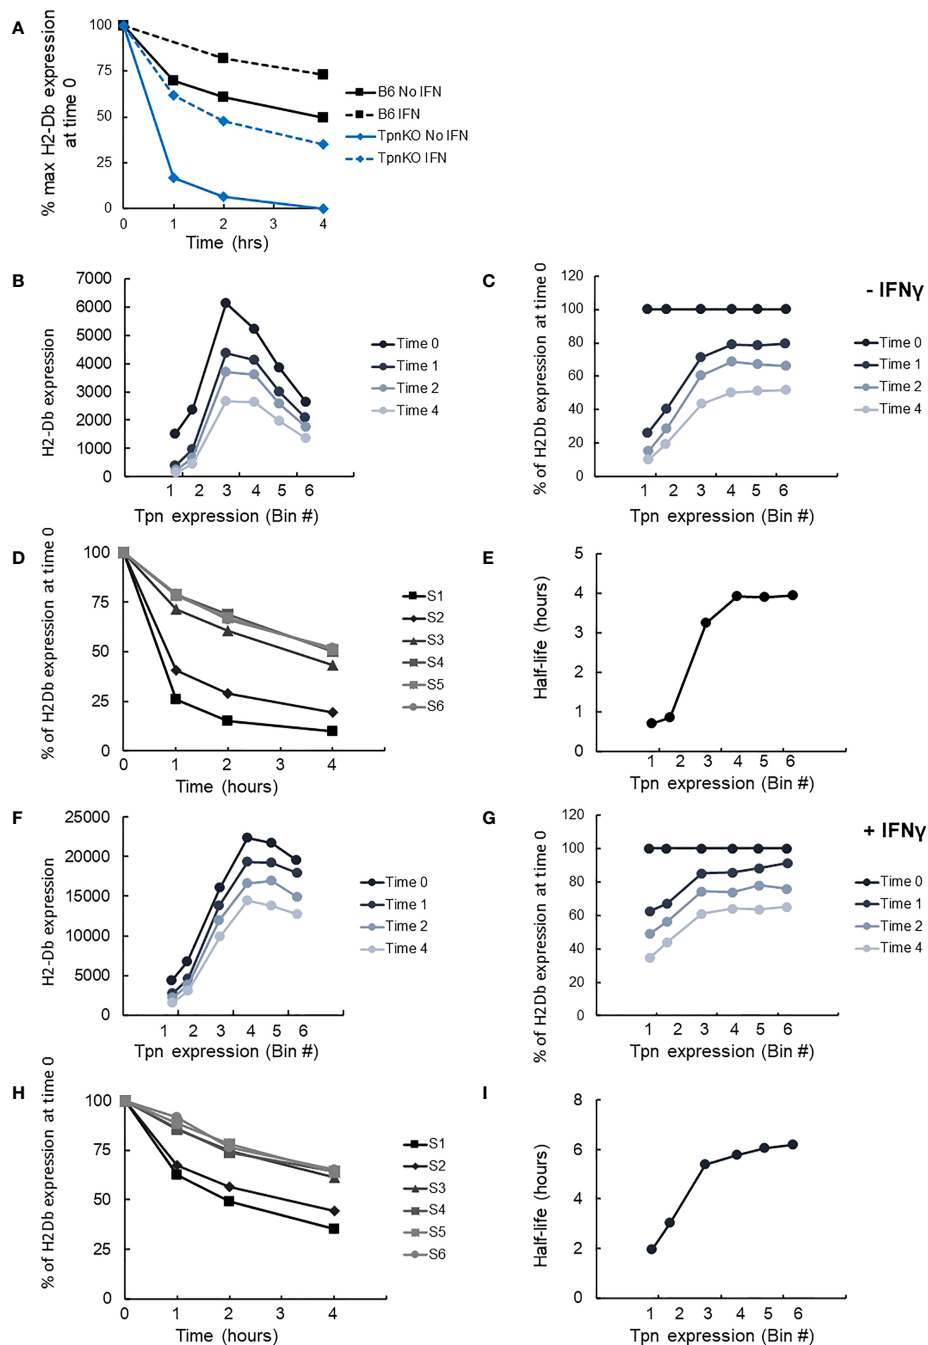 A
% max H2-Db expression
at time 0
100
75
50
25
0
0 1 2 3 4
Time (hrs)
B6 No IFN
B6 IFN
TpnKO No IFN
TpnKO IFN
B
H2-Db expression
7000
6000
5000
4000
3000
2000
1000
0
1 2 3 4 5 6
Tpn expression (Bin #)
Time 0
Time 1
Time 2
Time 4
C
% of H2Db expression at time 0
120
100
80
60
40
20
0
1 2 3 4 5 6
Tpn expression (Bin #)
- IFNγ
Time 0
Time 1
Time 2
Time 4
D
% of H2Db expression at time 0
100
75
50
25
0
0 1 2 3 4
Time (hours)
S1
S2
S3
S4
S5
S6
E
Half-life (hours)
5
4
3
2
1
0
1 2 3 4 5 6
Tpn expression (Bin #)
F
H2-Db expression
25000
20000
15000
10000
5000
0
1 2 3 4 5 6
Tpn expression (Bin #)
Time 0
Time 1
Time 2
Time 4
G
% of H2Db expression at time 0
120
100
80
60
40
20
0
1 2 3 4 5 6
Tpn expression (Bin #)
+ IFNγ
Time 0
Time 1
Time 2
Time 4
H
% of H2Db expression at time 0
100
75
50
25
0
0 1 2 3 4
Time (hours)
S1
S2
S3
S4
S5
S6
I
Half-life (hours)
8
6
4
2
0
1 2 3 4 5 6
Tpn expression (Bin #)